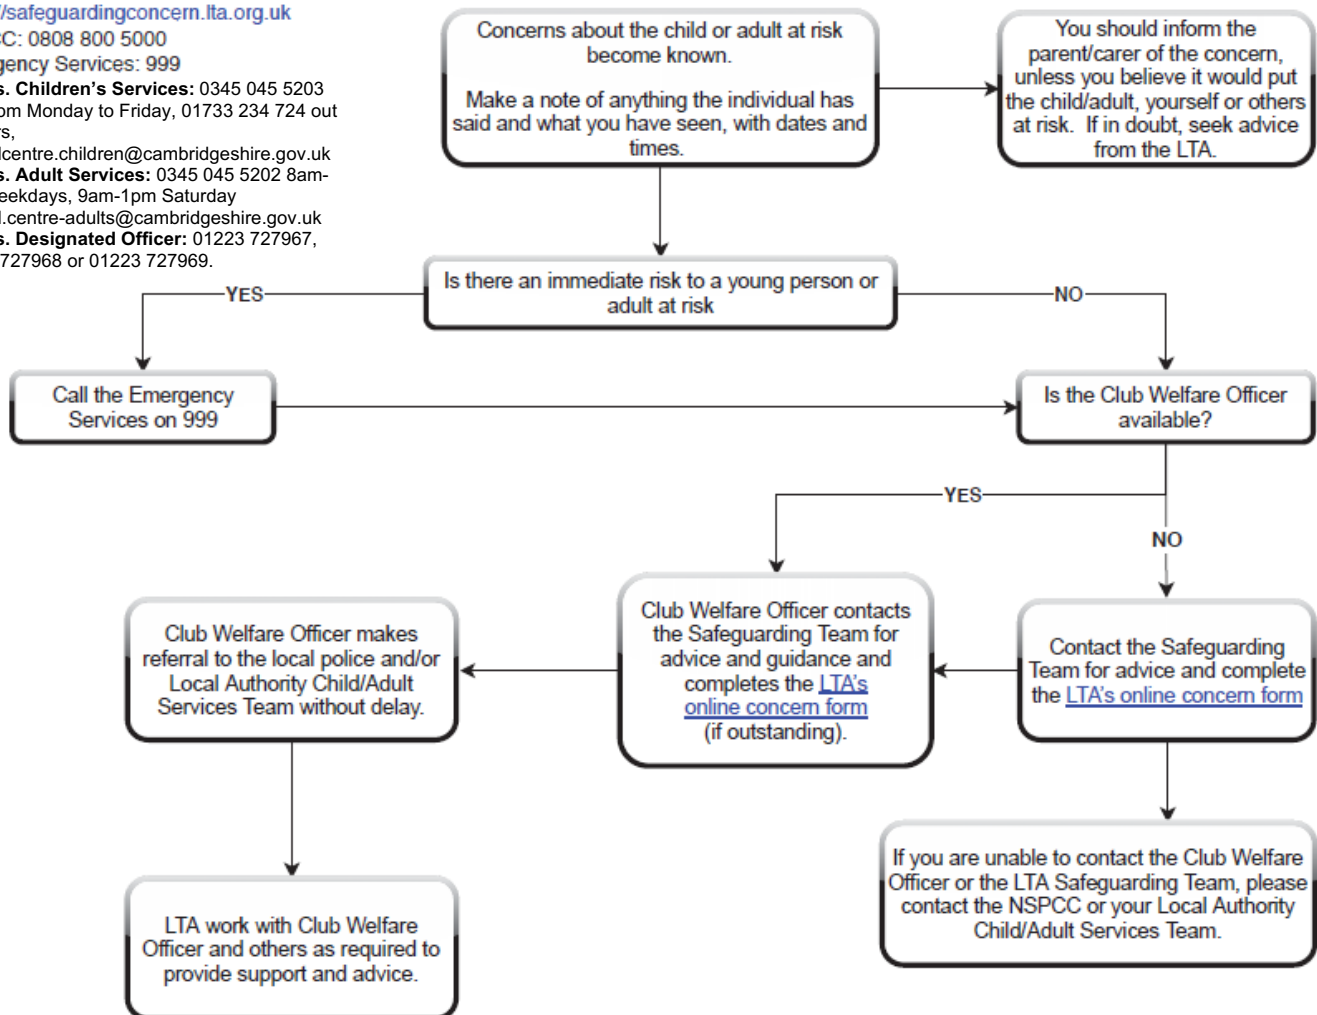 //safeguardingconcern.lta.org.uk
CC: 0808 800 5000
gency Services: 999
s. Children's Services: 0345 045 5203
om Monday to Friday, 01733 234 724 out
rs,
lcentre.children@cambridgeshire.gov.uk
s. Adult Services: 0345 045 5202 8am-
eekdays, 9am-1pm Saturday
l.centre-adults@cambridgeshire.gov.uk
s. Designated Officer: 01223 727967,
727968 or 01223 727969.
Concerns about the child or adult at risk
become known.
Make a note of anything the individual has
said and what you have seen, with dates and
times.
You should inform the
parent/carer of the concern,
unless you believe it would put
the child/adult, yourself or others
at risk. If in doubt, seek advice
from the LTA.
Is there an immediate risk to a young person or
adult at risk
YES
NO
Call the Emergency
Services on 999
Is the Club Welfare Officer
available?
YES
NO
Club Welfare Officer makes
referral to the local police and/or
Local Authority Child/Adult
Services Team without delay.
Club Welfare Officer contacts
the Safeguarding Team for
advice and guidance and
completes the LTA's
online concern form
(if outstanding).
Contact the Safeguarding
Team for advice and complete
the LTA's online concern form
LTA work with Club Welfare
Officer and others as required to
provide support and advice.
If you are unable to contact the Club Welfare
Officer or the LTA Safeguarding Team, please
contact the NSPCC or your Local Authority
Child/Adult Services Team.